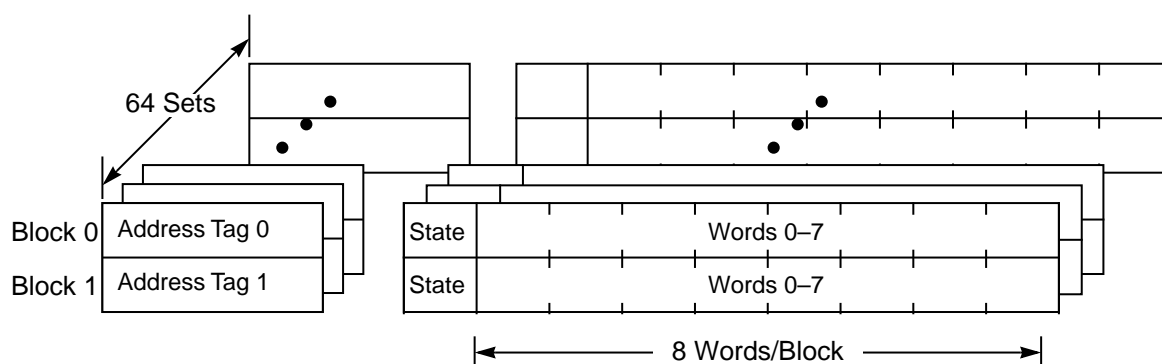 64 Sets
Block 0 Address Tag 0 State Words 0–7
Block 1 Address Tag 1 State Words 0–7
8 Words/Block